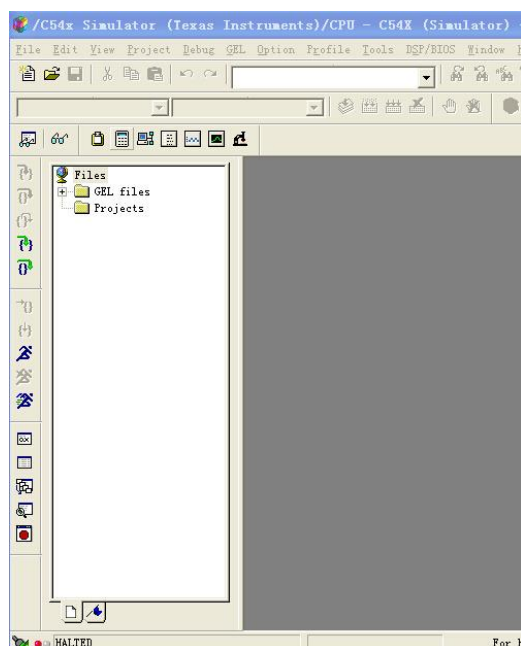 /C54x Simulator (Texas Instruments)/CPU - C54X (Simulator)
File Edit View Project Debug GEL Option Profile Tools DSP/BIOS Window
Files
GEL files
Projects
HALTED
For